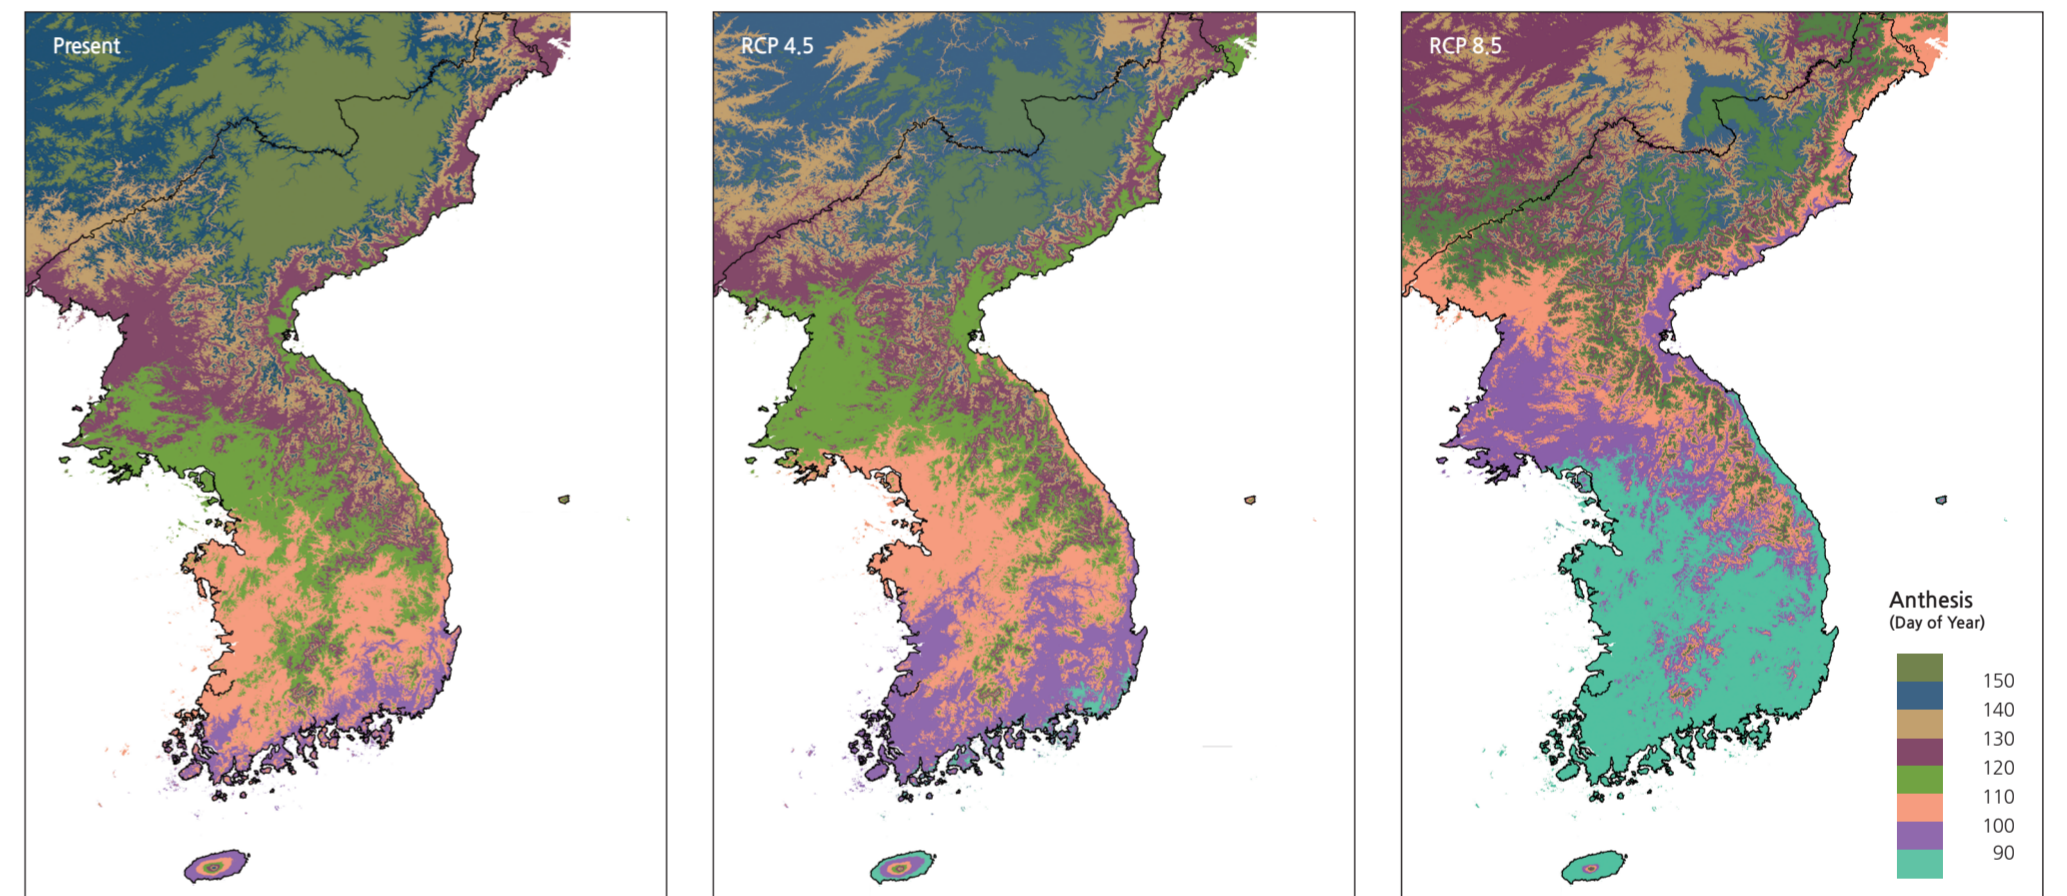 Present
RCP 4.5
RCP 8.5
Anthesis
(Day of Year)
150
140
130
120
110
100
90